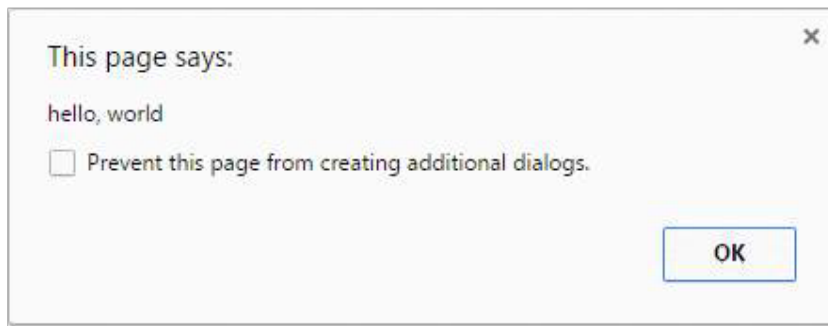 This page says:
hello, world
Prevent this page from creating additional dialogs.
OK